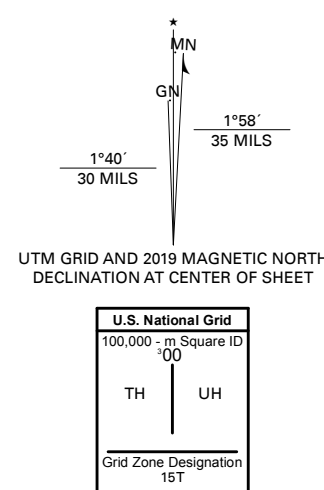 ★
MN
GN
1°58´
35 MILS
1°40´
30 MILS
UTM GRID AND 2019 MAGNETIC NORTH
DECLINATION AT CENTER OF SHEET
U.S. National Grid
100,000 - m Square ID
³00
TH UH
Grid Zone Designation
15T